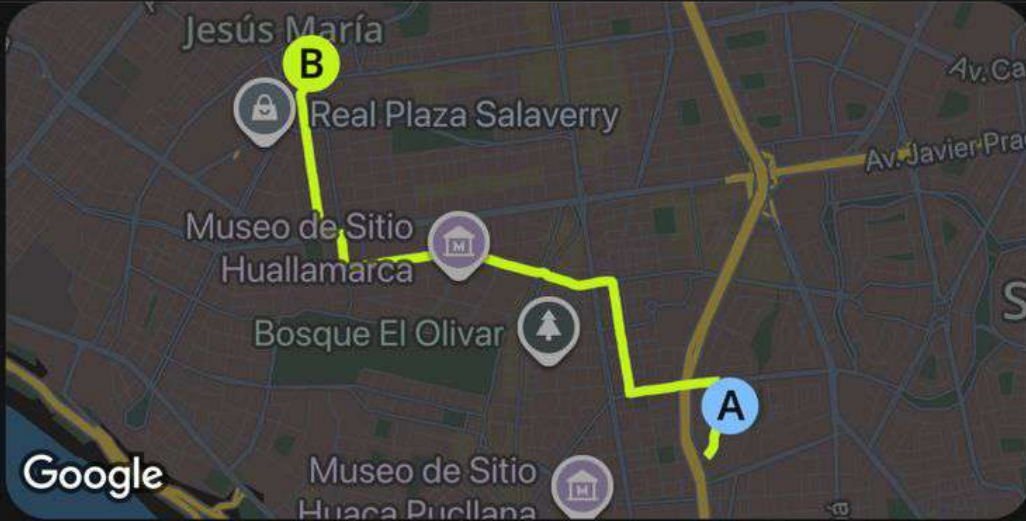 Jesús María
B
Real Plaza Salaverry
Av. Ca
Av. Javier Pra
Museo de Sitio
Huallamarca
M
S
Bosque El Olivar
A
Google
Museo de Sitio
Huaca Pucllana
M
á